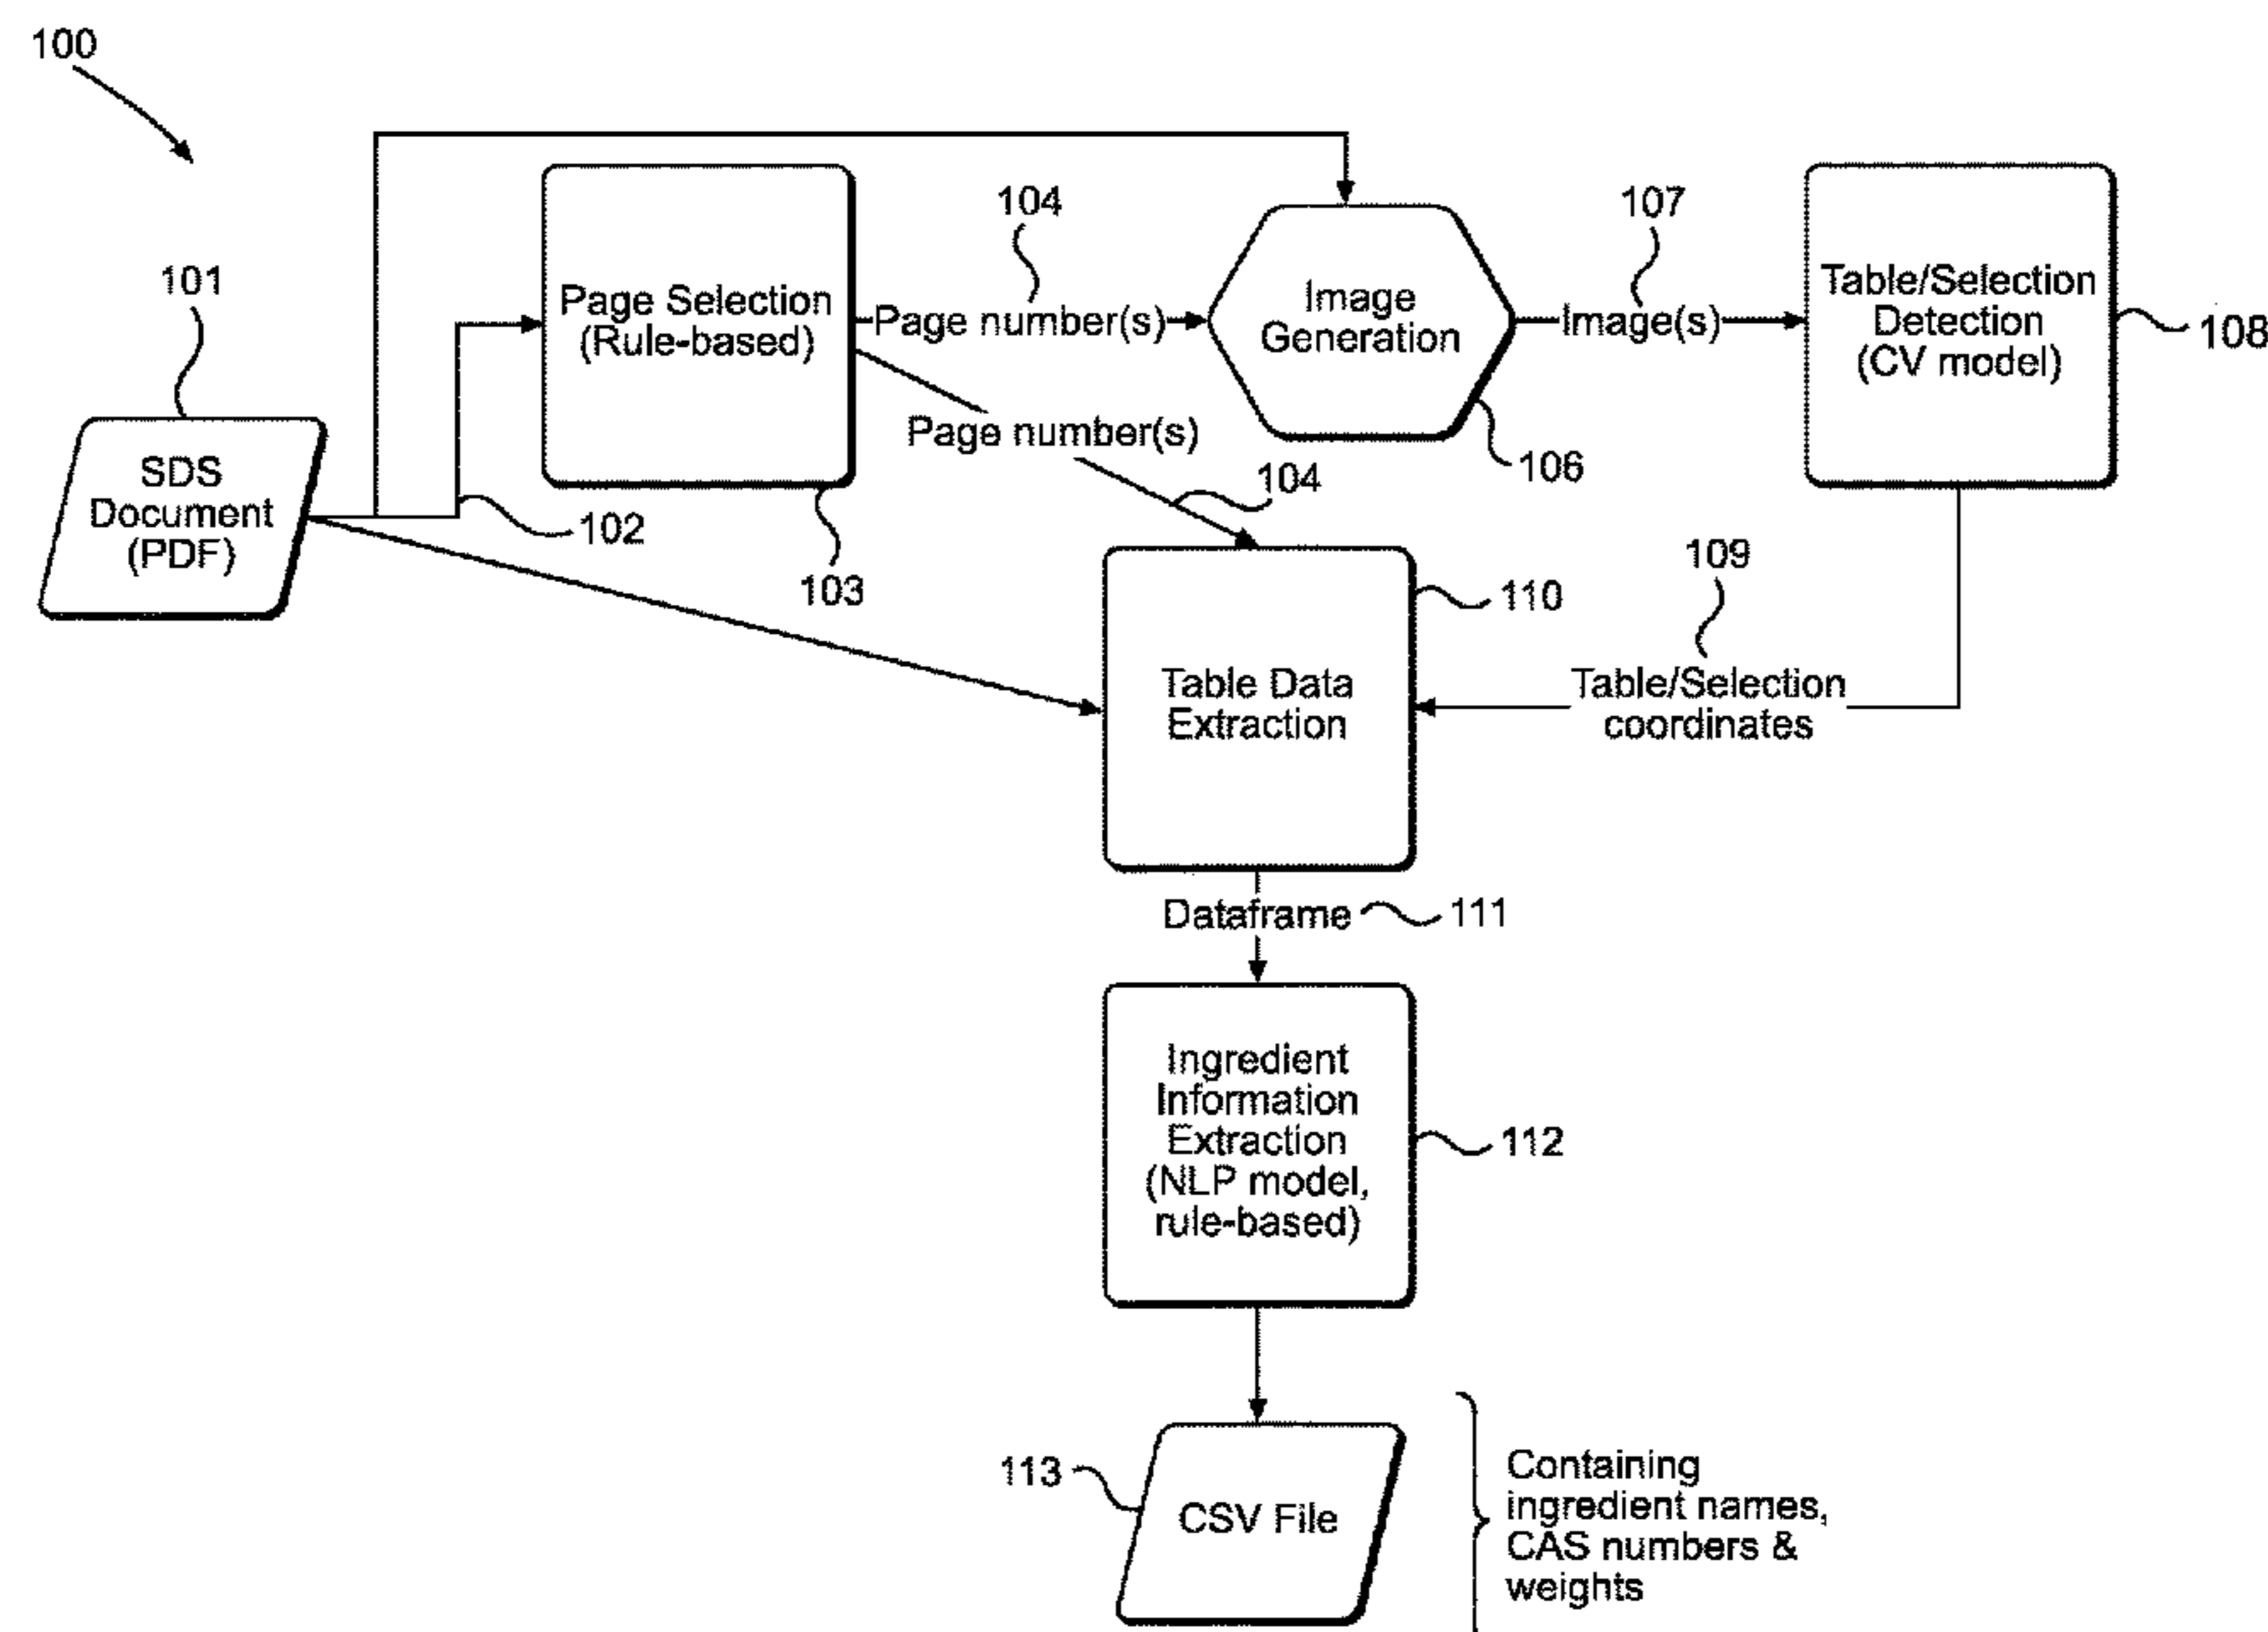 100
101
SDS
Document
(PDF)
102
Page Selection
(Rule-based)
103
104
Page number(s)
Page number(s)
104
Image
Generation
106
107
Image(s)
Table/Selection
Detection
(CV model)
108
109
Table/Selection
coordinates
110
Table Data
Extraction
Dataframe
111
Ingredient
Information
Extraction
(NLP model,
rule-based)
112
113
CSV File
Containing
ingredient names,
CAS numbers &
weights